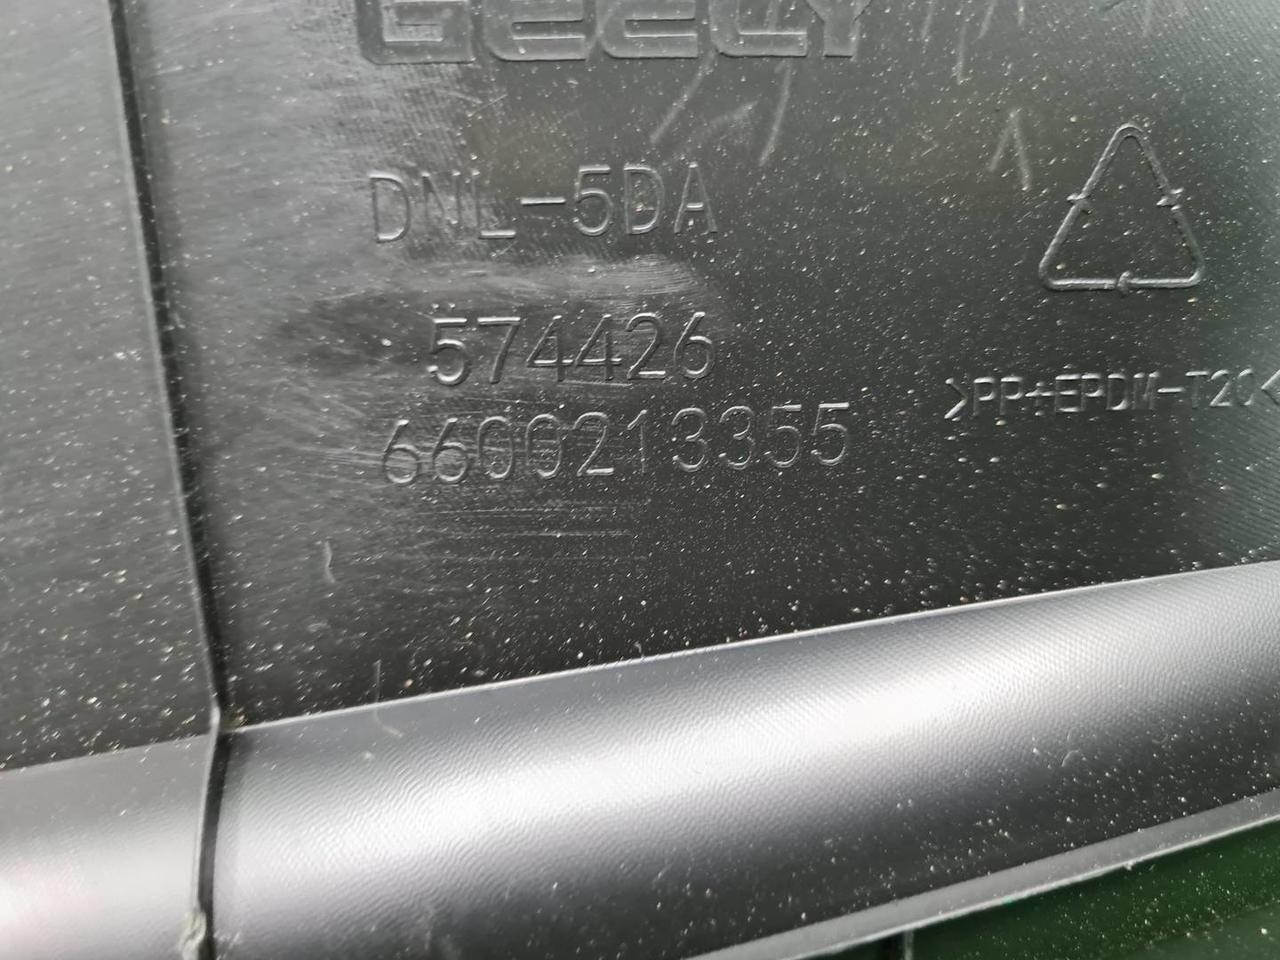 GEELY
DNL-5DA
574426
6600213355
>PP+EPDM-T20<